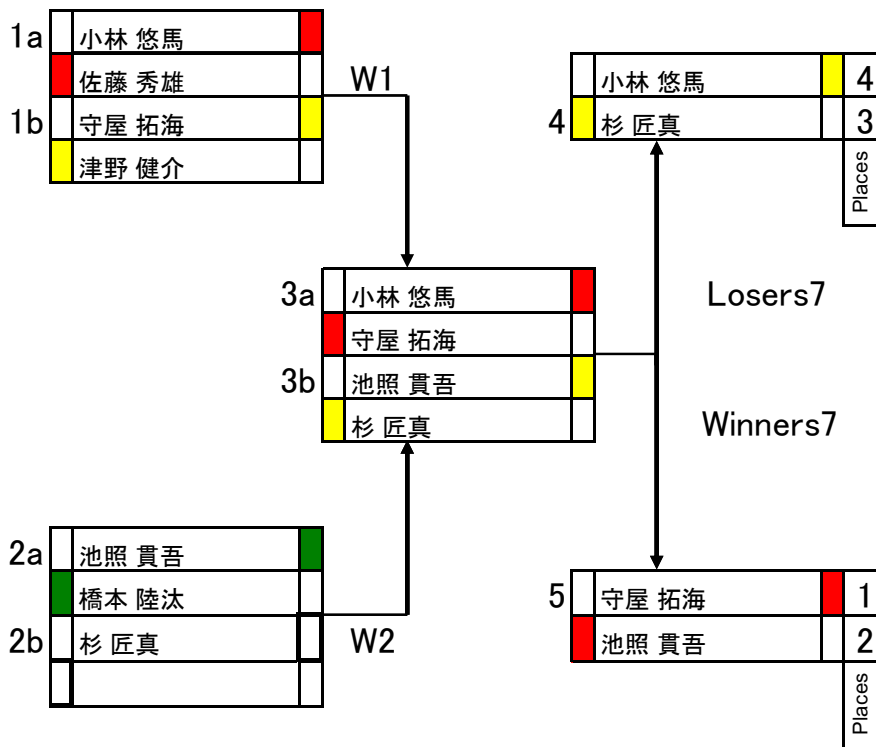 1a 小林 悠馬
佐藤 秀雄
W1
1b 守屋 拓海
津野 健介
小林 悠馬 4
4 杉 匠真 3
Places
3a 小林 悠馬
守屋 拓海
3b 池照 貫吾
杉 匠真
Losers7
Winners7
2a 池照 貫吾
橋本 陸汰
2b 杉 匠真
W2
5 守屋 拓海 1
池照 貫吾 2
Places